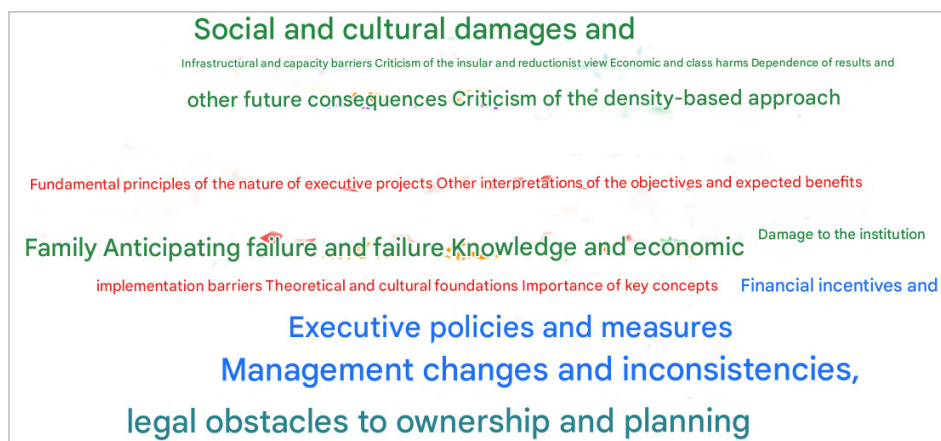 Social and cultural damages and
Infrastructural and capacity barriers Criticism of the insular and reductionist view Economic and class harms Dependence of results and
other future consequences Criticism of the density-based approach
Fundamental principles of the nature of executive projects Other interpretations of the objectives and expected benefits
Damage to the institution
Family Anticipating failure and failure Knowledge and economic
implementation barriers Theoretical and cultural foundations Importance of key concepts
Financial incentives and
Executive policies and measures
Management changes and inconsistencies,
legal obstacles to ownership and planning